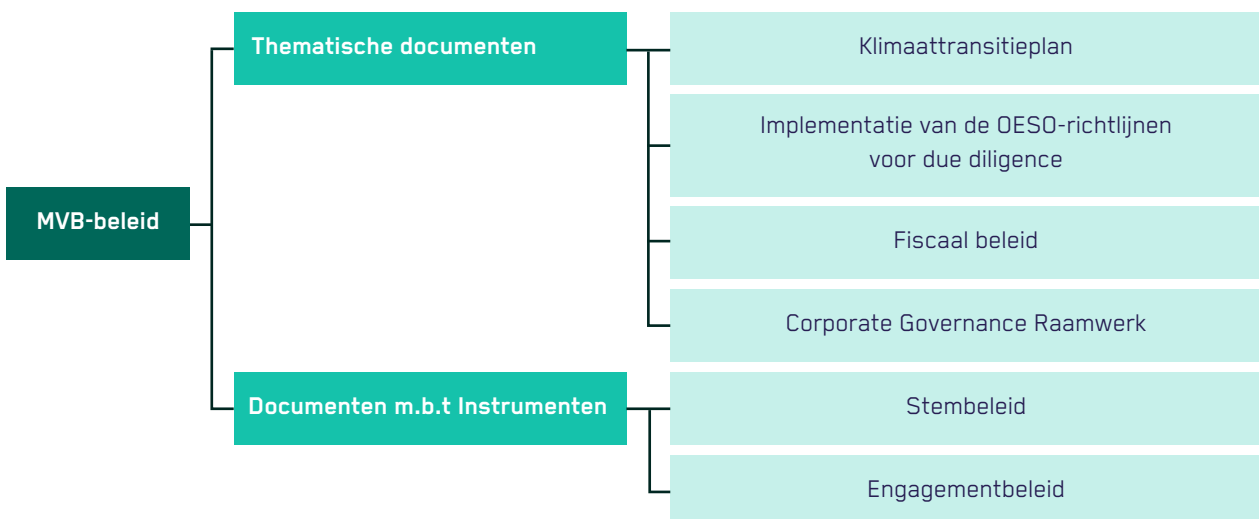 MVB-beleid
Thematische documenten
Klimaattransitieplan
Implementatie van de OESO-richtlijnen
voor due diligence
Fiscaal beleid
Corporate Governance Raamwerk
Documenten m.b.t Instrumenten
Stembeleid
Engagementbeleid